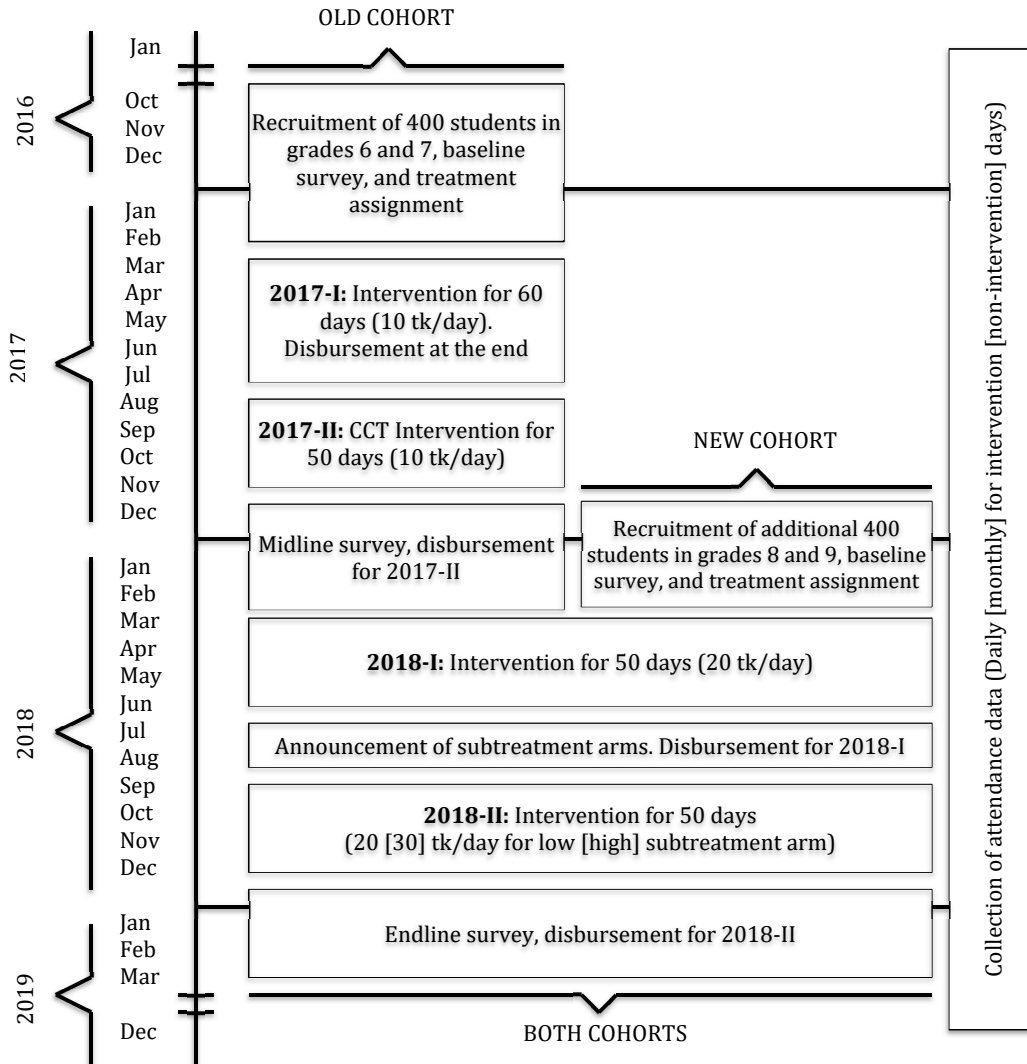 OLD COHORT
2016
Jan
Oct
Nov
Dec
Recruitment of 400 students in
grades 6 and 7, baseline
survey, and treatment
assignment
2017
Jan
Feb
Mar
Apr
May
Jun
Jul
Aug
Sep
Oct
Nov
Dec
2017-I: Intervention for 60
days (10 tk/day).
Disbursement at the end
2017-II: CCT Intervention for
50 days (10 tk/day)
NEW COHORT
Midline survey, disbursement
for 2017-II
Recruitment of additional 400
students in grades 8 and 9, baseline
survey, and treatment assignment
2018
Jan
Feb
Mar
Apr
May
Jun
Jul
Aug
Sep
Oct
Nov
Dec
2018-I: Intervention for 50 days (20 tk/day)
Announcement of subtreatment arms. Disbursement for 2018-I
2018-II: Intervention for 50 days
(20 [30] tk/day for low [high] subtreatment arm)
2019
Jan
Feb
Mar
Dec
Endline survey, disbursement for 2018-II
BOTH COHORTS
Collection of attendance data (Daily [monthly] for intervention [non-intervention] days)